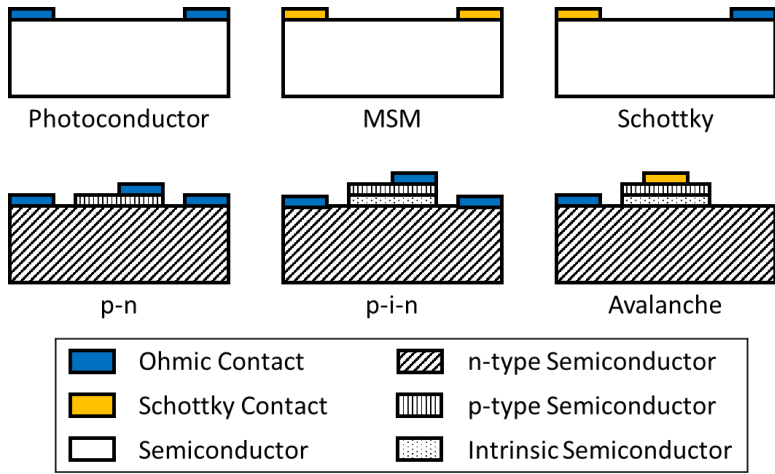 Photoconductor
MSM
Schottky
p-n
p-i-n
Avalanche
Ohmic Contact
n-type Semiconductor
Schottky Contact
p-type Semiconductor
Semiconductor
Intrinsic Semiconductor